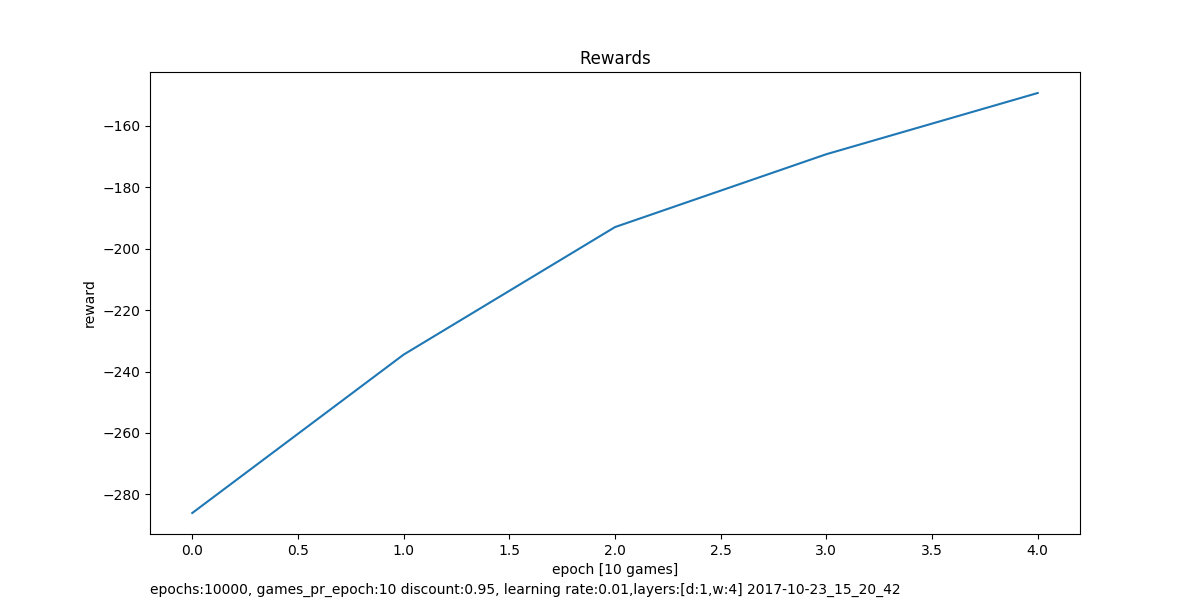 Rewards
−160
−180
−200
−220
−240
−260
−280
reward
0.0 0.5 1.0 1.5 2.0 2.5 3.0 3.5 4.0
epoch [10 games]
epochs:10000, games_pr_epoch:10 discount:0.95, learning rate:0.01,layers:[d:1,w:4] 2017-10-23_15_20_42